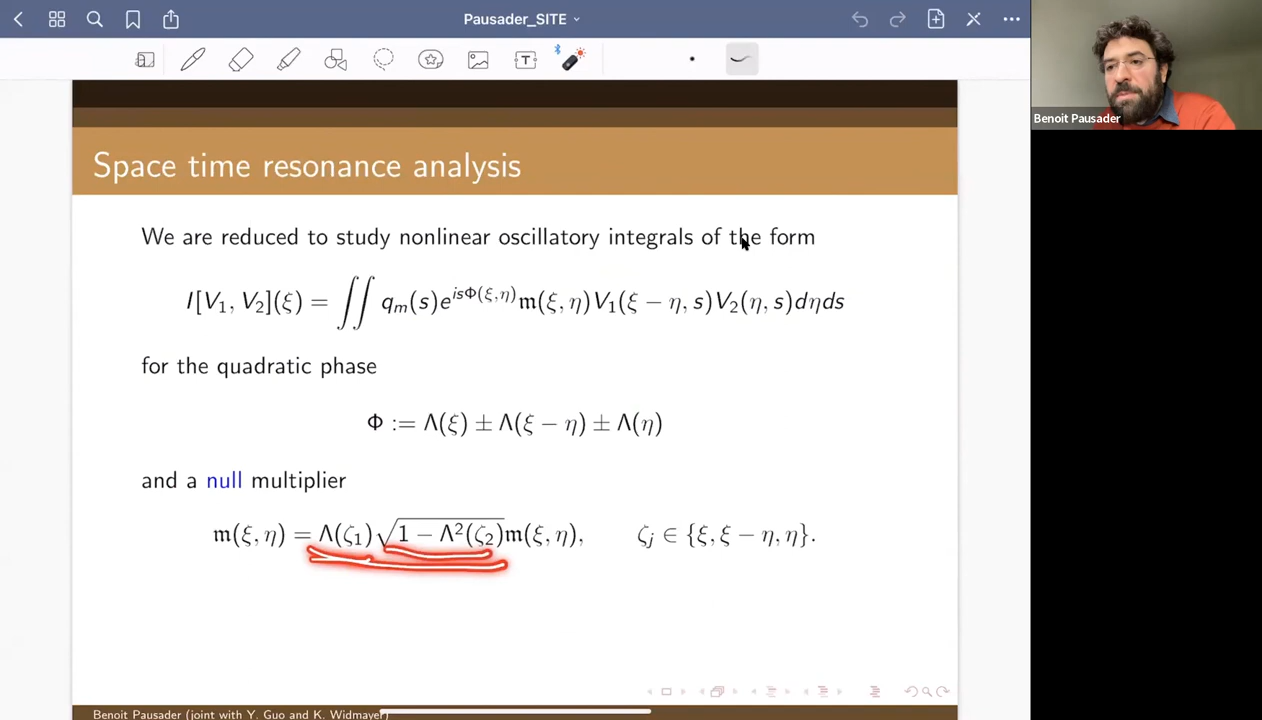 Pausader_SITE
Benoit Pausader
Space time resonance analysis
We are reduced to study nonlinear oscillatory integrals of the form
I[V₁, V₂](ξ) = ∬ qₘ(s)e^{isΦ(ξ,η)}𝔪(ξ, η)V₁(ξ − η, s)V₂(η, s)dηds
for the quadratic phase
Φ := Λ(ξ) ± Λ(ξ − η) ± Λ(η)
and a null multiplier
𝔪(ξ, η) = Λ(ζ₁)√(1 − Λ²(ζ₂))𝔪(ξ, η), ζⱼ ∈ {ξ, ξ − η, η}.
Benoit Pausader (joint with Y. Guo and K. Widmayer)